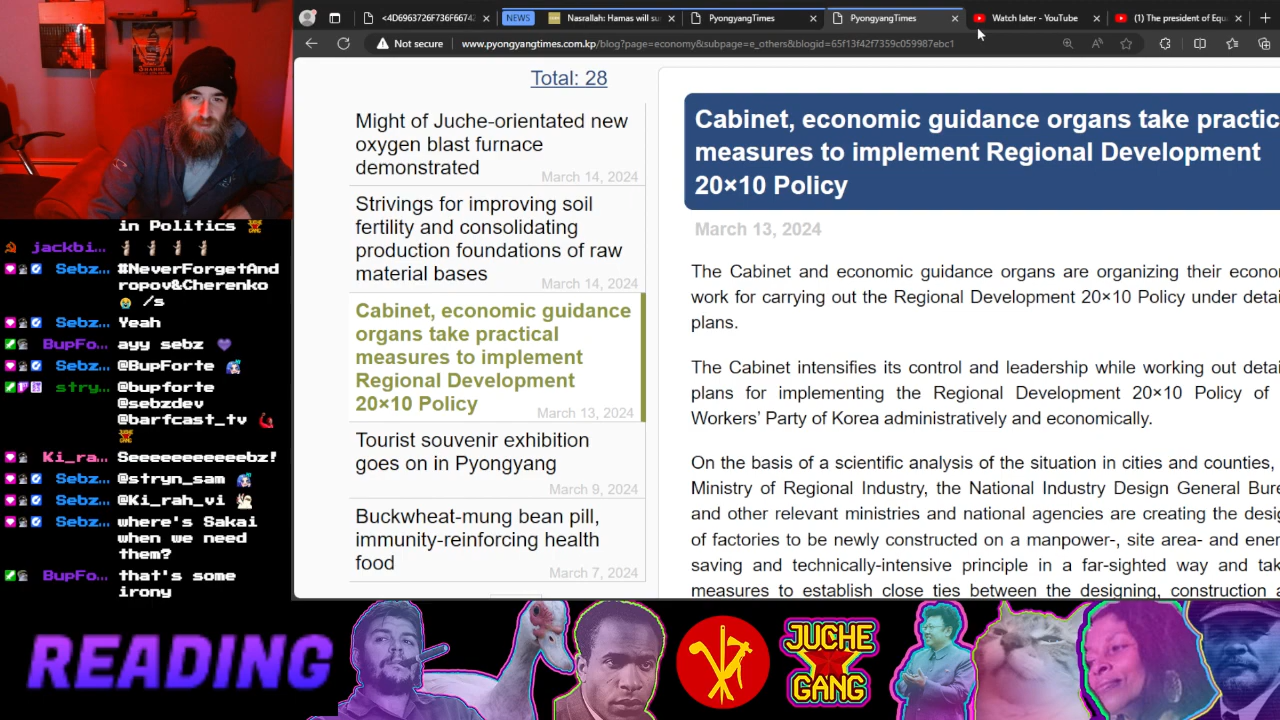 <4D6963726F736F6674
NEWS
Nasrallah: Hamas will su
PyongyangTimes
PyongyangTimes
Watch later - YouTube
(1) The president of Equ
Not secure
www.pyongyangtimes.com.kp/blog?page=economy&subpage=e_others&blogid=65f13f42f7359c059987ebc1
Total: 28
Might of Juche-orientated new
oxygen blast furnace
demonstrated
March 14, 2024
Strivings for improving soil
fertility and consolidating
production foundations of raw
material bases
March 14, 2024
Cabinet, economic guidance
organs take practical
measures to implement
Regional Development
20×10 Policy
March 13, 2024
Tourist souvenir exhibition
goes on in Pyongyang
March 9, 2024
Buckwheat-mung bean pill,
immunity-reinforcing health
food
March 7, 2024
Cabinet, economic guidance organs take practic
measures to implement Regional Development
20×10 Policy
March 13, 2024
The Cabinet and economic guidance organs are organizing their econo
work for carrying out the Regional Development 20×10 Policy under detai
plans.
The Cabinet intensifies its control and leadership while working out detai
plans for implementing the Regional Development 20×10 Policy of
Workers' Party of Korea administratively and economically.
On the basis of a scientific analysis of the situation in cities and counties,
Ministry of Regional Industry, the National Industry Design General Bure
and other relevant ministries and national agencies are creating the desig
of factories to be newly constructed on a manpower-, site area- and ener
saving and technically-intensive principle in a far-sighted way and tak
measures to establish close ties between the designing, construction a
in Politics
jackbi...
Sebz... #NeverForgetAnd
ropov&Cherenko
/s
Sebz... Yeah
BupFo... ayy sebz
Sebz... @BupForte
stry... @bupforte
@sebzdev
@barfcast_tv
Ki_ra... Seeeeeeeeeebz!
Sebz... @stryn_sam
Sebz... @Ki_rah_vi
Sebz... where's Sakai
when we need
them?
BupFo... that's some
irony
READING
JUCHE
GANG